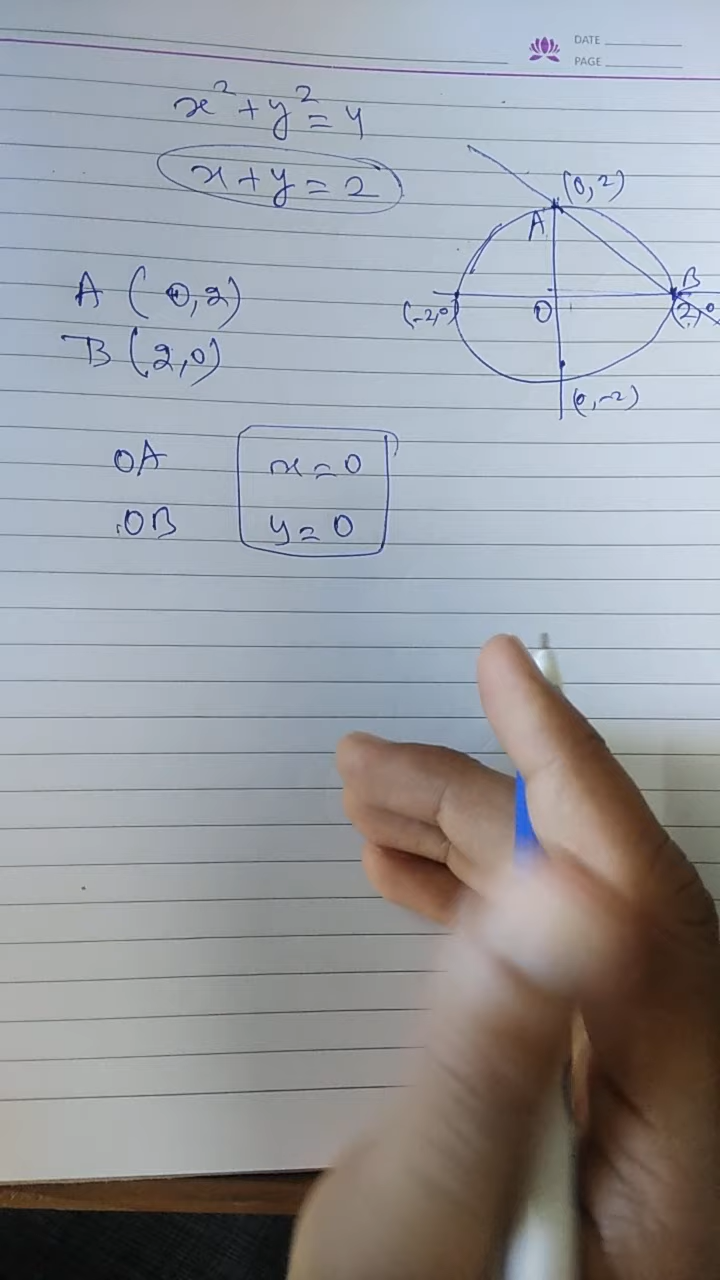 DATE
PAGE
x² + y² = 4
x + y = 2
(0, 2)
A
B
A (0, 2)
(-2, 0)
O
(2, 0
B (2, 0)
(0, -2)
OA x = 0
OB y = 0